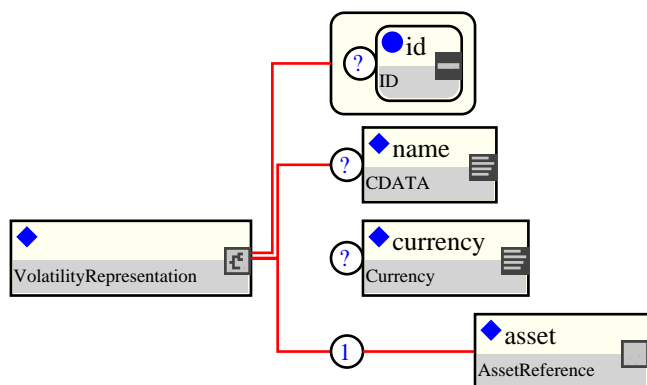 ? id
ID
? name
CDATA
VolatilityRepresentation
? currency
Currency
1 asset
AssetReference